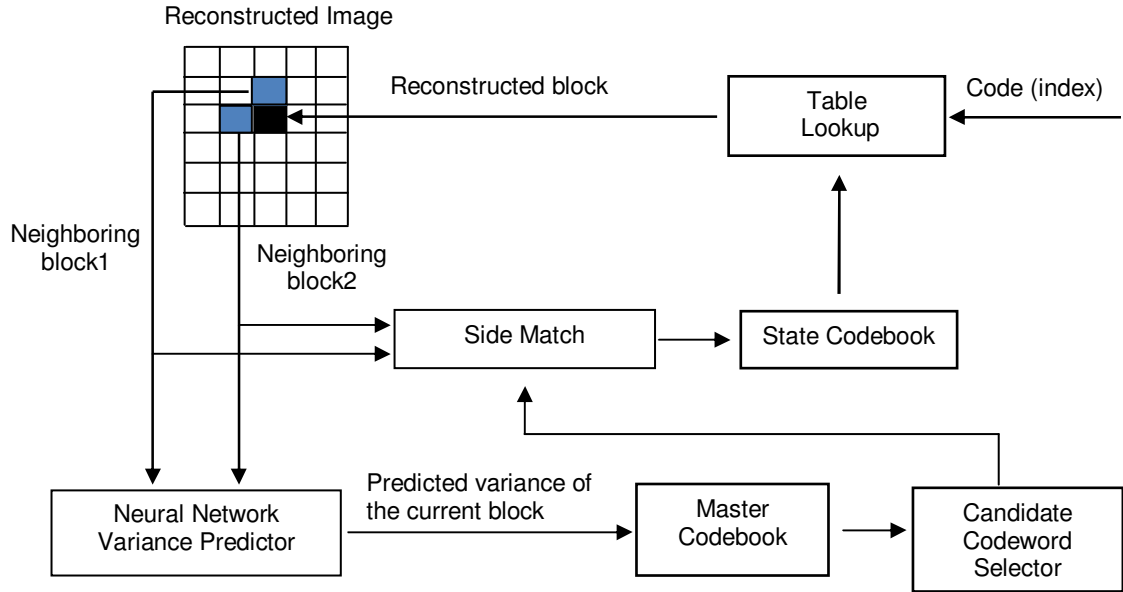 Reconstructed Image
Reconstructed block
Table
Lookup
Code (index)
Neighboring
block1
Neighboring
block2
Side Match
State Codebook
Neural Network
Variance Predictor
Predicted variance of
the current block
Master
Codebook
Candidate
Codeword
Selector